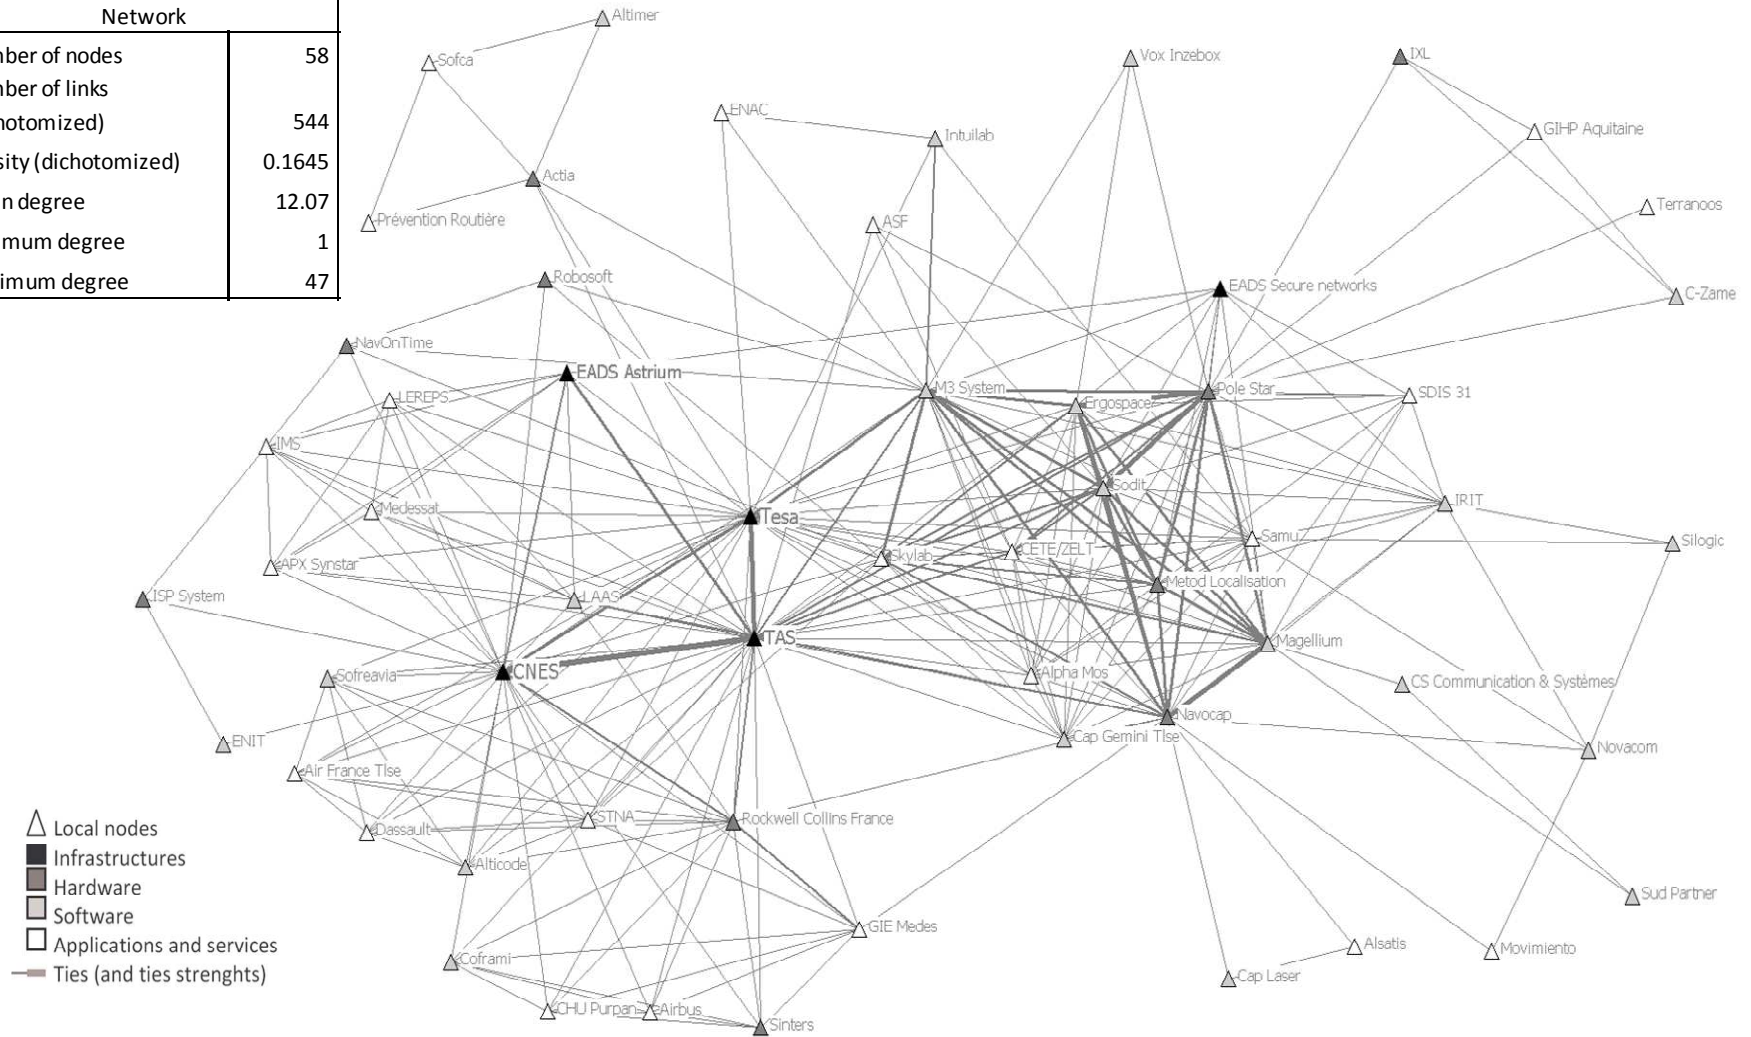 Network
nber of nodes 58
nber of links
notomized) 544
sity (dichotomized) 0.1645
n degree 12.07
mum degree 1
imum degree 47
Altimer
Sofca
Vox Inzebox
IXL
ENAC
Intuilab
GIHP Aquitaine
Actia
Prévention Routière
ASF
Terranoos
Robosoft
EADS Secure networks
C-Zame
NavOnTime
EADS Astrium
LEREPS
M3 System
Ergospace
Pole Star
SDIS 31
IMS
Sodit
Medessat
Tesa
IRIT
Skylab
CETE/ZELT
Samu
Silogic
APX Synstar
Metod Localisation
ISP System
LAAS
TAS
Magellium
Sofreavia
CNES
Alpha Mos
CS Communication & Systèmes
ENIT
Navocap
Cap Gemini Tlse
Novacom
Air France Tlse
STNA
Rockwell Collins France
Dassault
Alticode
Sud Partner
GIE Medes
Alsatis
Movimiento
Coframi
Cap Laser
CHU Purpan
Airbus
Sinters
Local nodes
Infrastructures
Hardware
Software
Applications and services
Ties (and ties strenghts)